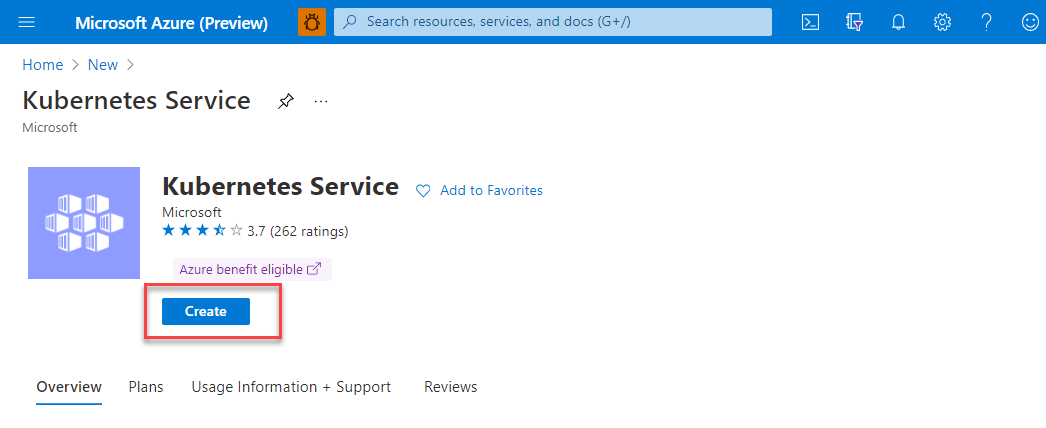 Microsoft Azure (Preview)
Search resources, services, and docs (G+/)
Home > New >
Kubernetes Service
...
Microsoft
Kubernetes Service
Add to Favorites
Microsoft
3.7 (262 ratings)
Azure benefit eligible
Create
Overview Plans Usage Information + Support Reviews